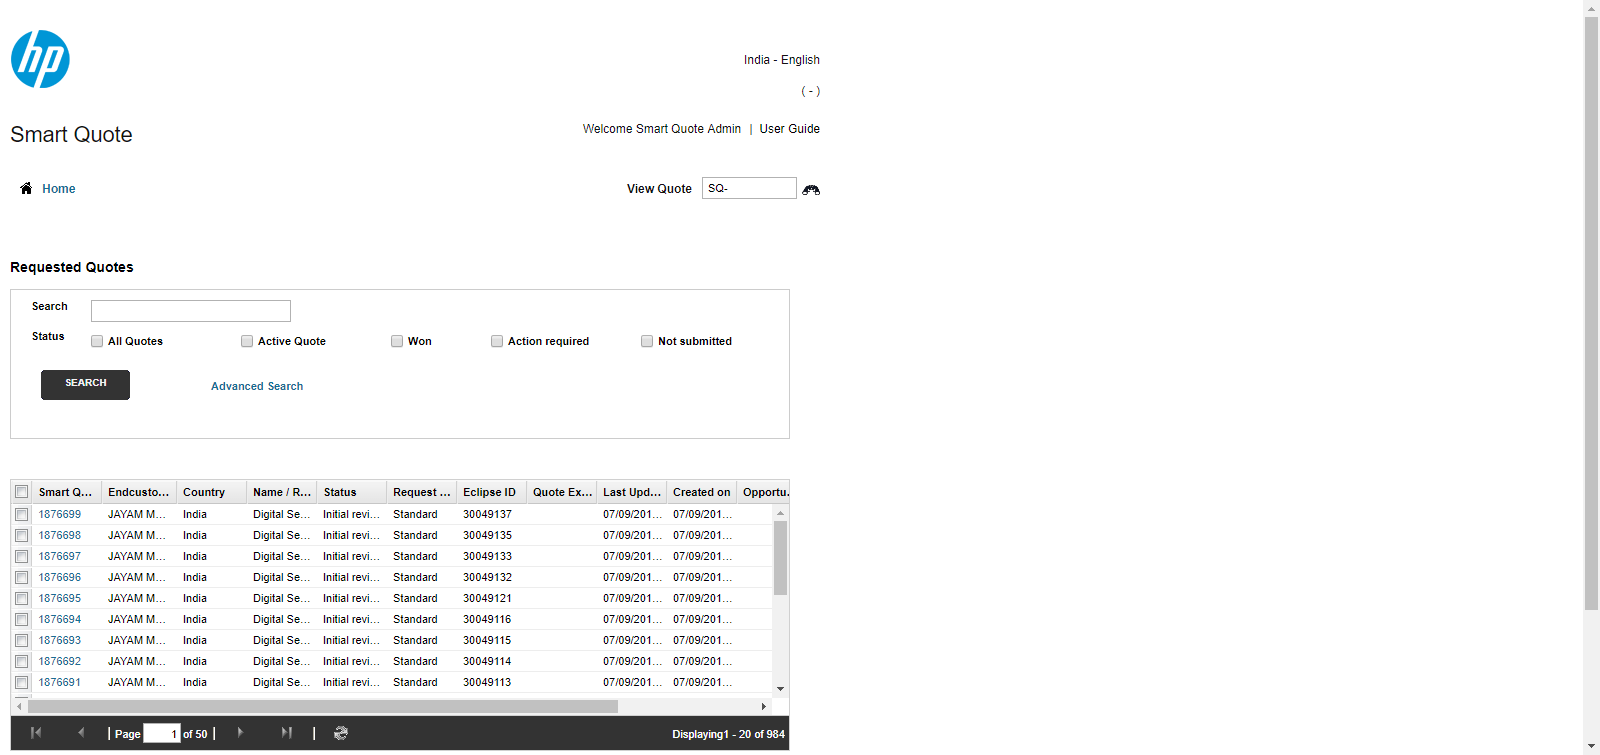 hp
India - English
( - )
Smart Quote
Welcome Smart Quote Admin | User Guide
Home
View Quote SQ-
Requested Quotes
Search
Status All Quotes Active Quote Won Action required Not submitted
SEARCH Advanced Search
Smart Q... Endcusto... Country Name / R... Status Request ... Eclipse ID Quote Ex... Last Upd... Created on Opportu.
1876699 JAYAM M... India Digital Se... Initial revi... Standard 30049137 07/09/201... 07/09/201...
1876698 JAYAM M... India Digital Se... Initial revi... Standard 30049135 07/09/201... 07/09/201...
1876697 JAYAM M... India Digital Se... Initial revi... Standard 30049133 07/09/201... 07/09/201...
1876696 JAYAM M... India Digital Se... Initial revi... Standard 30049132 07/09/201... 07/09/201...
1876695 JAYAM M... India Digital Se... Initial revi... Standard 30049121 07/09/201... 07/09/201...
1876694 JAYAM M... India Digital Se... Initial revi... Standard 30049116 07/09/201... 07/09/201...
1876693 JAYAM M... India Digital Se... Initial revi... Standard 30049115 07/09/201... 07/09/201...
1876692 JAYAM M... India Digital Se... Initial revi... Standard 30049114 07/09/201... 07/09/201...
1876691 JAYAM M... India Digital Se... Initial revi... Standard 30049113 07/09/201... 07/09/201...
| Page 1 of 50 | | Displaying1 - 20 of 984